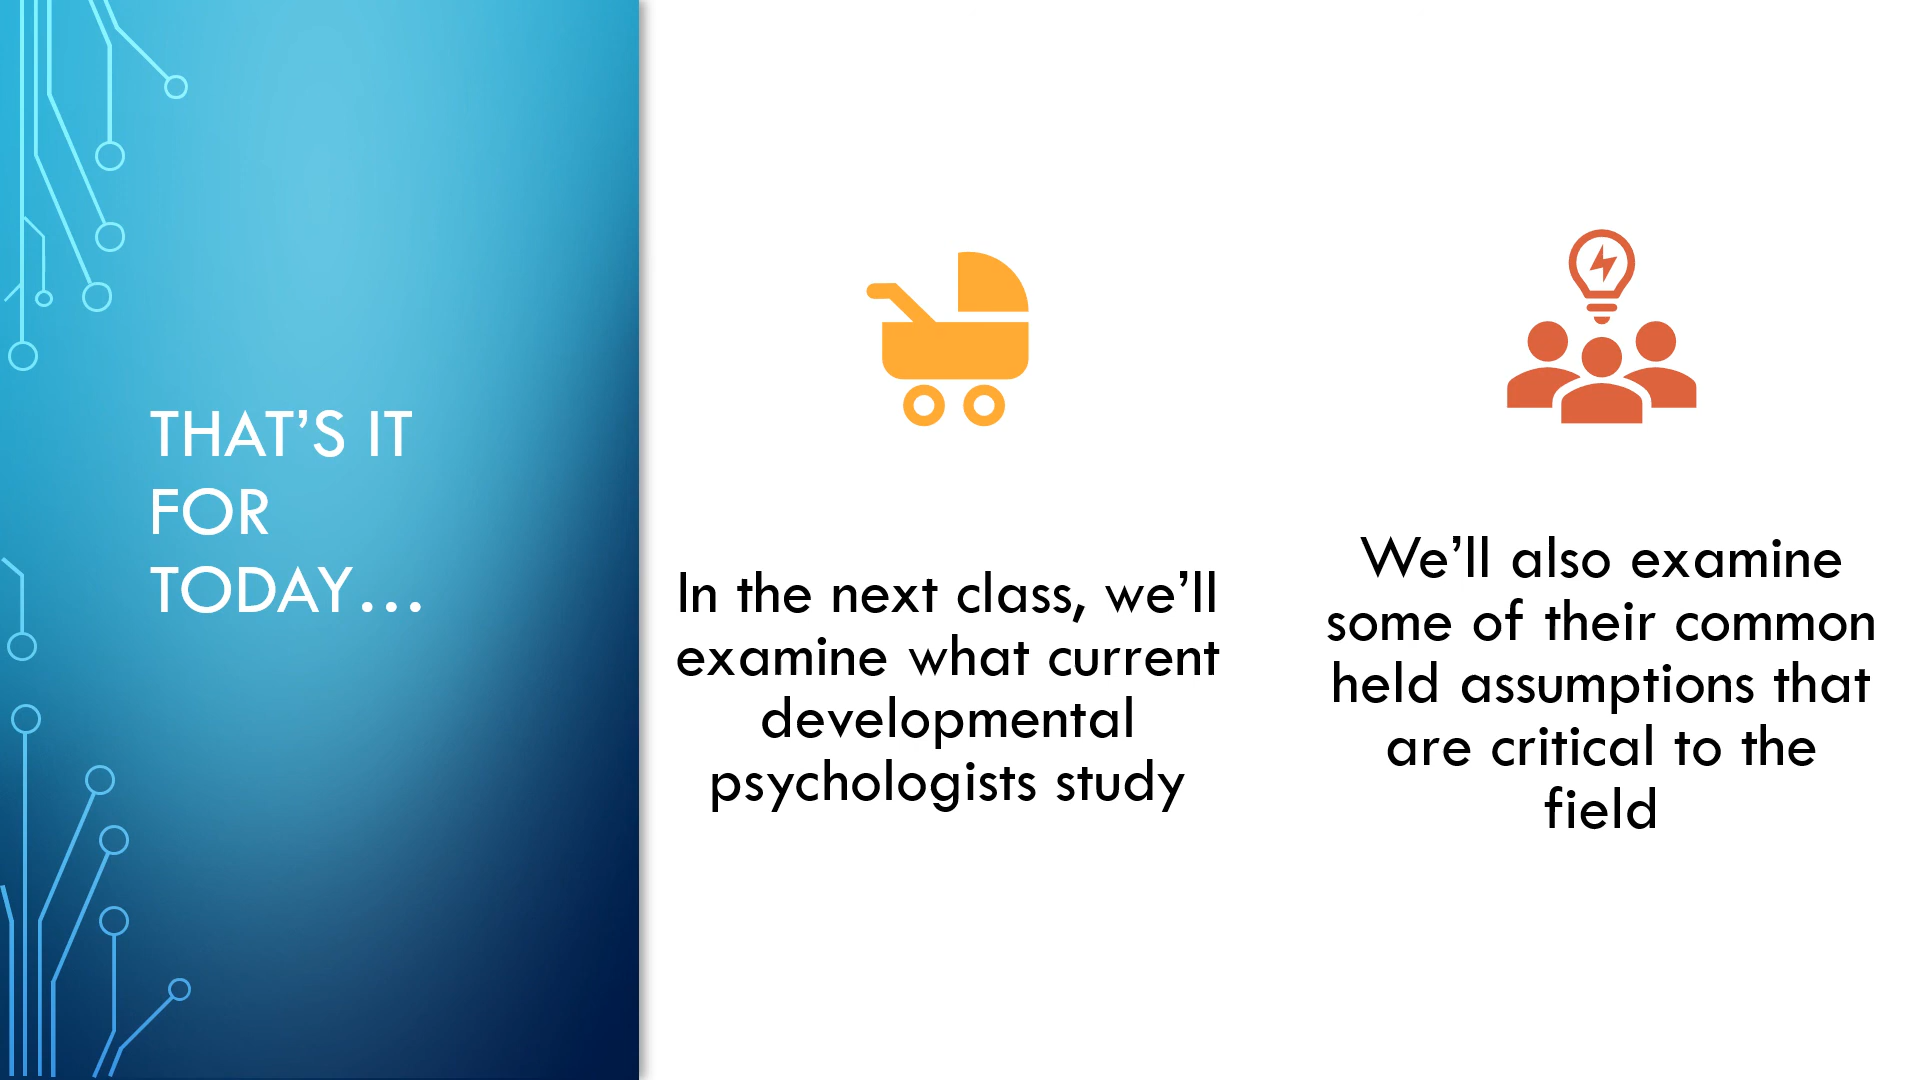 THAT’S IT
FOR
TODAY…
In the next class, we’ll
examine what current
developmental
psychologists study
We’ll also examine
some of their common
held assumptions that
are critical to the
field